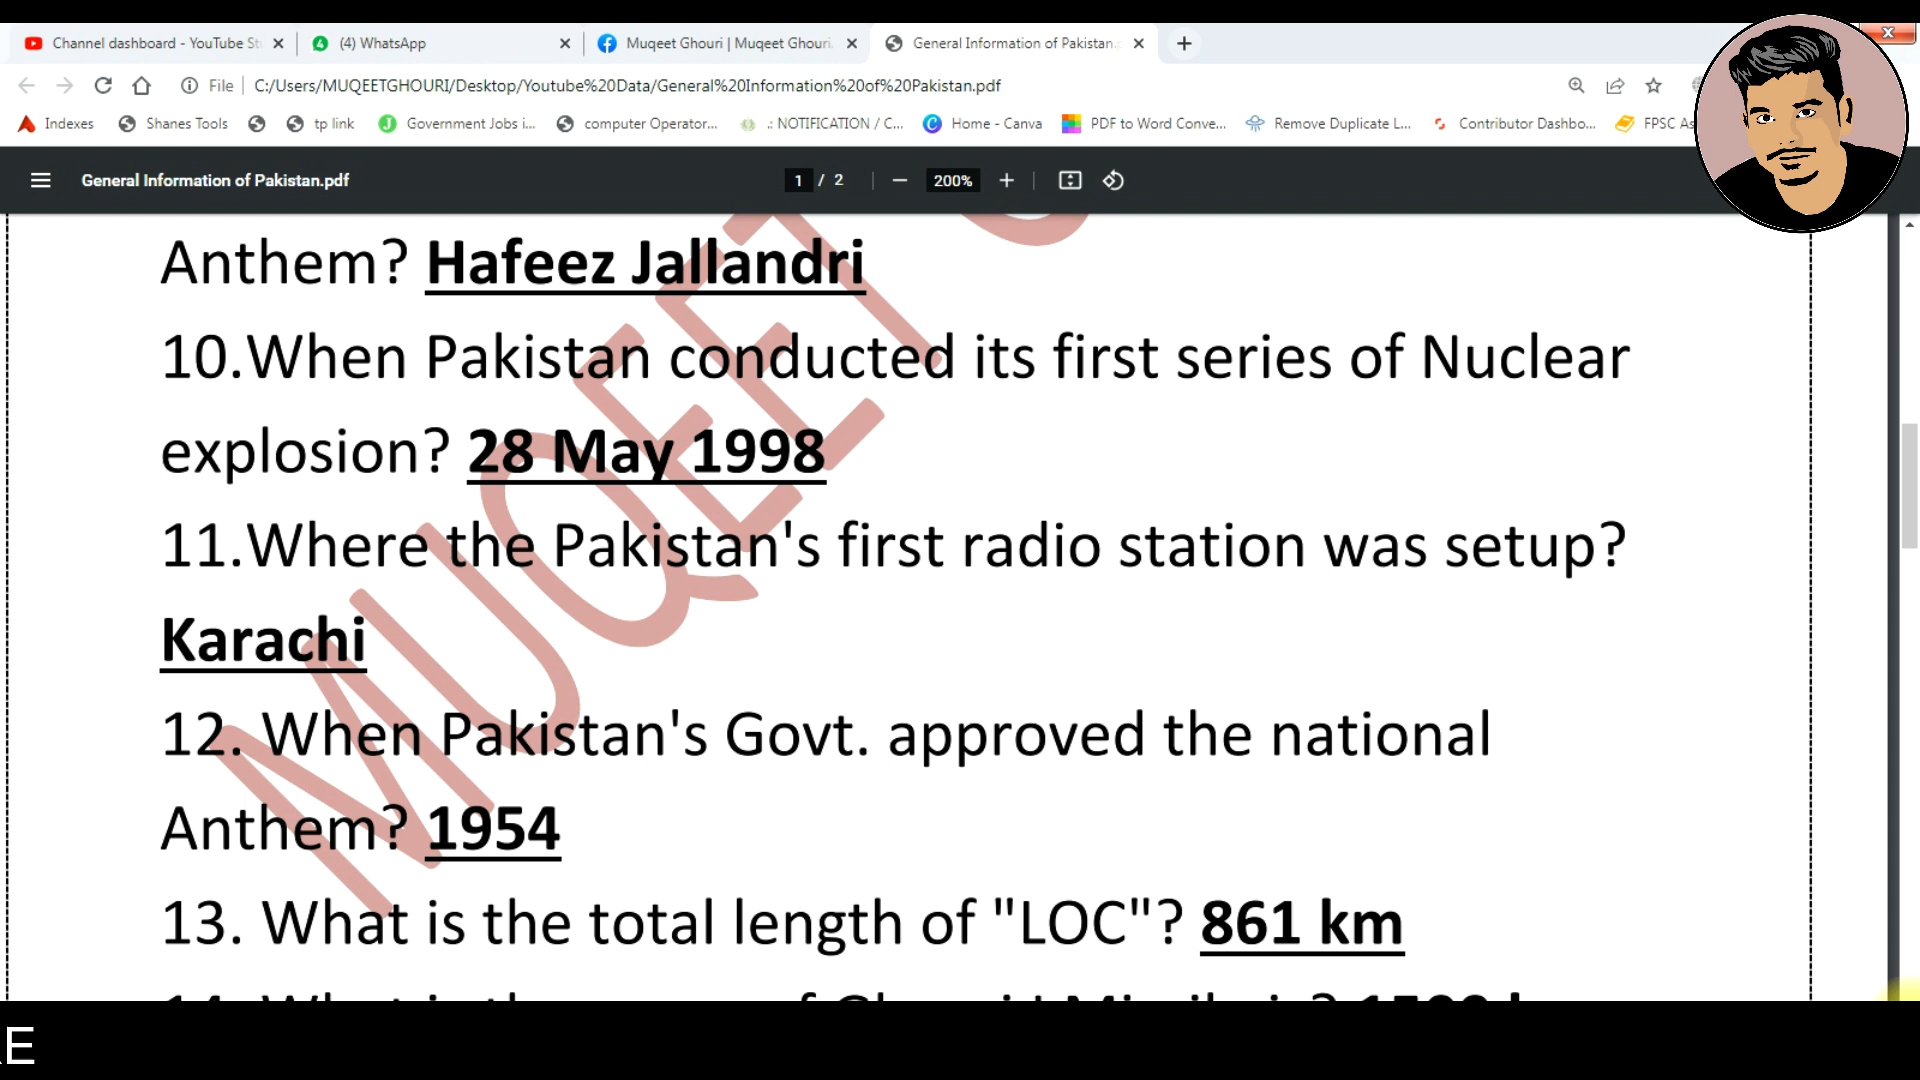 Channel dashboard - YouTube St
(4) WhatsApp
Muqeet Ghouri | Muqeet Ghouri.
General Information of Pakistan.
File
C:/Users/MUQEETGHOURI/Desktop/Youtube%20Data/General%20Information%20of%20Pakistan.pdf
Indexes
Shanes Tools
tp link
Government Jobs i...
computer Operator...
.: NOTIFICATION / C...
Home - Canva
PDF to Word Conve...
Remove Duplicate L...
Contributor Dashbo...
FPSC As
General Information of Pakistan.pdf
1 / 2
200%
Anthem? Hafeez Jallandri
10.When Pakistan conducted its first series of Nuclear
explosion? 28 May 1998
11.Where the Pakistan's first radio station was setup?
Karachi
12. When Pakistan's Govt. approved the national
Anthem? 1954
13. What is the total length of "LOC"? 861 km
MUQEET
E